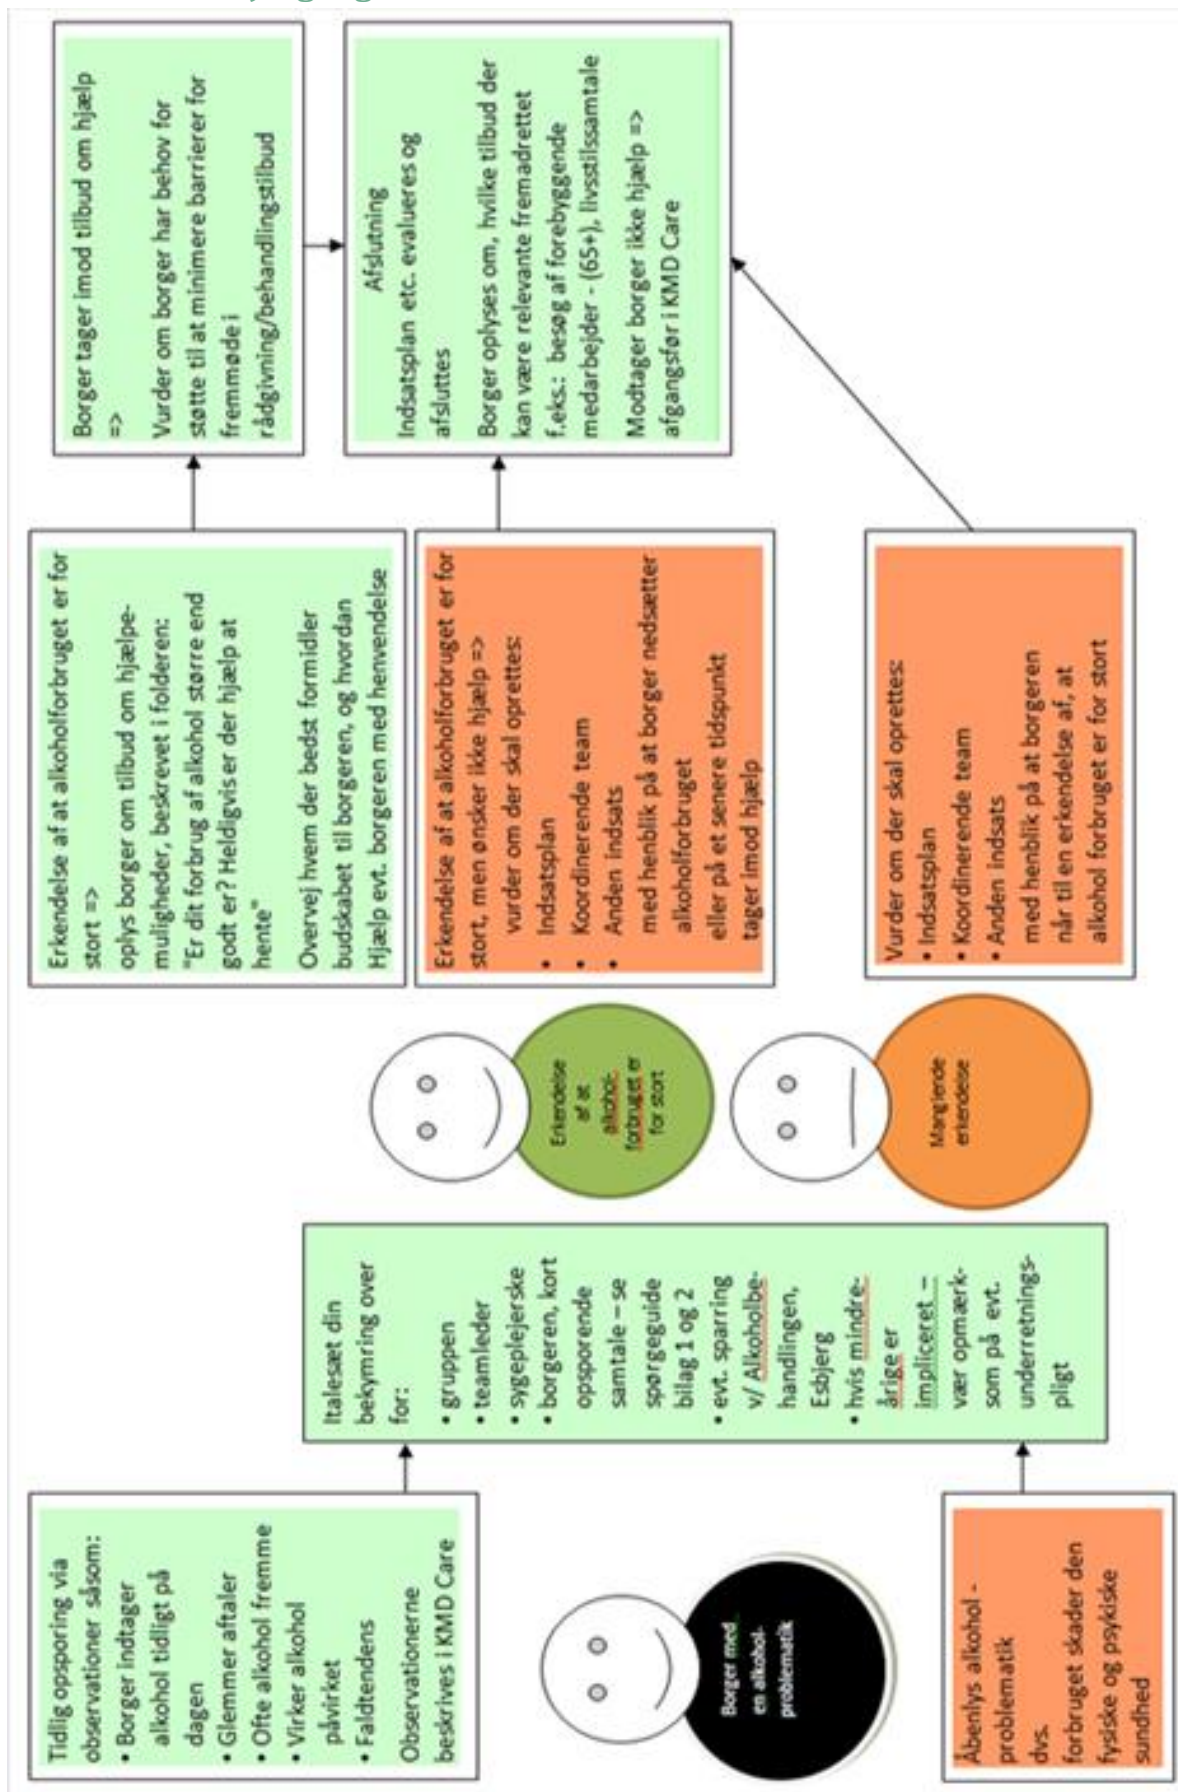 Tidlig opsporing via
observationer såsom:
• Borger indtager
alkohol tidligt på
dagen
• Glemmer aftaler
• Ofte alkohol fremme
• Virker alkohol
påvirket
• Faldtendens
Observationerne
beskrives i KMD Care
Borger med
en alkohol-
problematik
Åbenlys alkohol -
problematik
dvs.
forbruget skader den
fysiske og psykiske
sundhed
Italesæt din
bekymring over
for:
• gruppen
• teamleder
• sygeplejerske
• borgeren, kort
opsporende
samtale – se
spørgeguide
bilag 1 og 2
• evt. sparring
v/ Alkoholbe-
handlingen,
Esbjerg
• hvis mindre-
årige er
impliceret –
vær opmærk-
som på evt.
underretnings-
pligt
Erkendelse
af at
alkohol-
forbruget er
for stort
Manglende
erkendelse
Erkendelse af at alkoholforbruget er for
stort =>
oplys borger om tilbud om hjælpe-
muligheder, beskrevet i folderen:
"Er dit forbrug af alkohol større end
godt er? Heldigvis er der hjælp at
hente"
Overvej hvem der bedst formidler
budskabet til borgeren, og hvordan
Hjælp evt. borgeren med henvendelse
Erkendelse af at alkoholforbruget er for
stort, men ønsker ikke hjælp =>
vurder om der skal oprettes:
• Indsatsplan
• Koordinerende team
• Anden indsats
med henblik på at borger nedsætter
alkoholforbruget
eller på et senere tidspunkt
tager imod hjælp
Vurder om der skal oprettes:
• Indsatsplan
• Koordinerende team
• Anden indsats
med henblik på at borgeren
når til en erkendelse af, at
alkohol forbruget er for stort
Borger tager imod tilbud om hjælp
=>
Vurder om borger har behov for
støtte til at minimere barrierer for
fremmøde i
rådgivning/behandlingstilbud
Afslutning
Indsatsplan etc. evalueres og
afsluttes
Borger oplyses om, hvilke tilbud der
kan være relevante fremadrettet
f.eks.: besøg af forebyggende
medarbejder - (65+), livsstilssamtale
Modtager borger ikke hjælp =>
afgangsfør i KMD Care